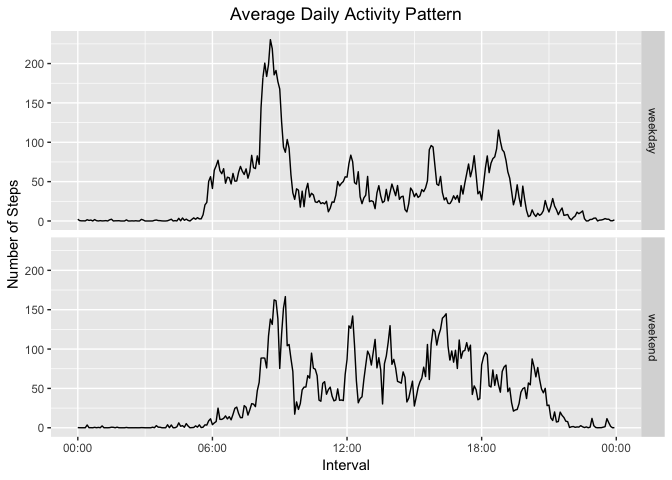 Average Daily Activity Pattern
Number of Steps
200
150
100
50
0
weekday
200
150
100
50
0
weekend
00:00 06:00 12:00 18:00 00:00
Interval